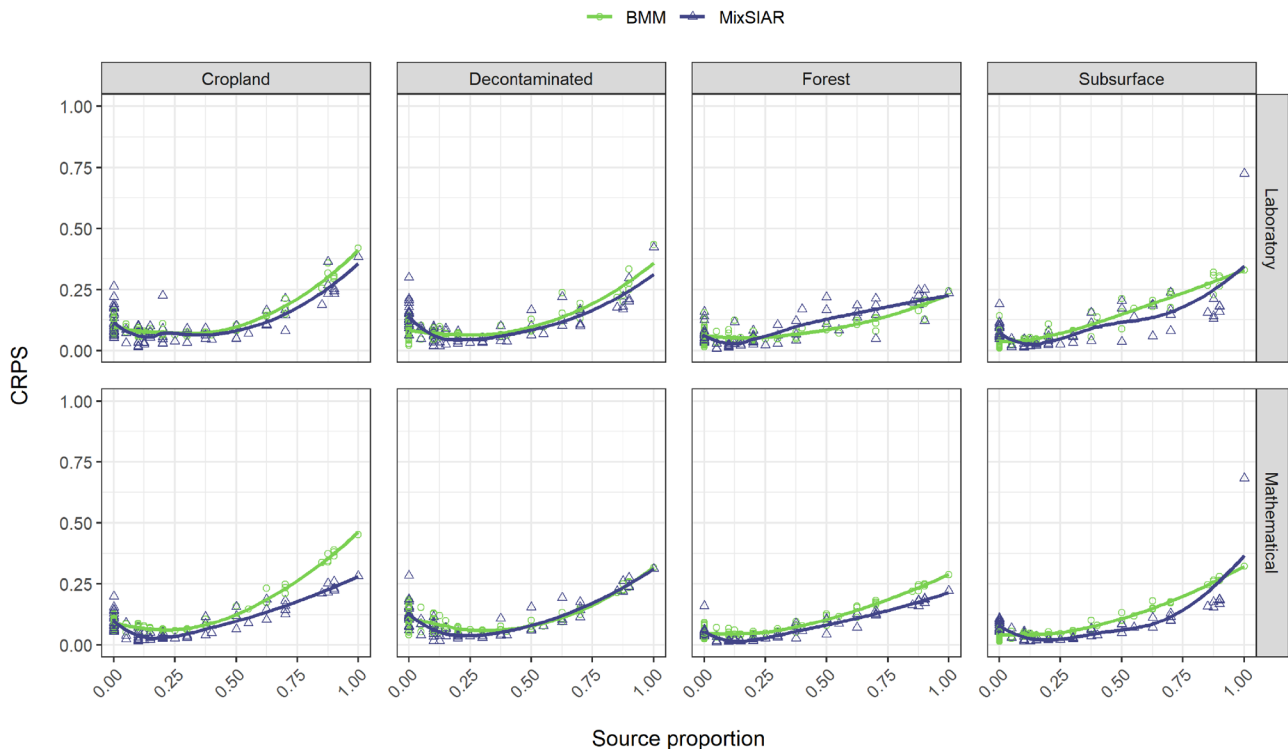 BMM MixSIAR
Cropland Decontaminated Forest Subsurface
1.00
0.75
0.50
0.25
0.00
Laboratory
CRPS
1.00
0.75
0.50
0.25
0.00
Mathematical
0.00 0.25 0.50 0.75 1.00 0.00 0.25 0.50 0.75 1.00 0.00 0.25 0.50 0.75 1.00 0.00 0.25 0.50 0.75 1.00
Source proportion